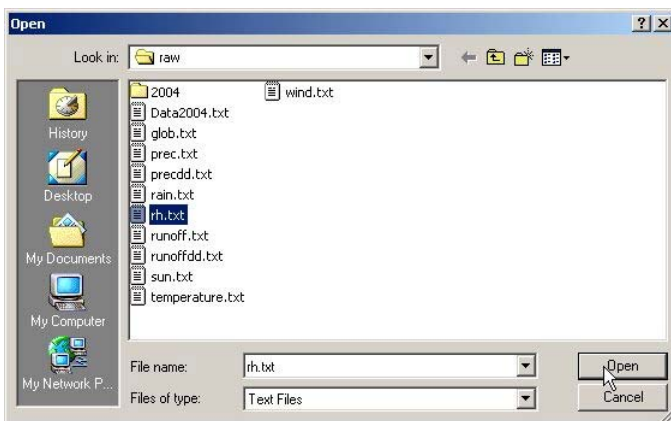 Open
Look in: raw
History
Desktop
My Documents
My Computer
My Network P...
2004
Data2004.txt
glob.txt
prec.txt
precdd.txt
rain.txt
rh.txt
runoff.txt
runoffdd.txt
sun.txt
temperature.txt
wind.txt
File name: rh.txt Open
Files of type: Text Files Cancel